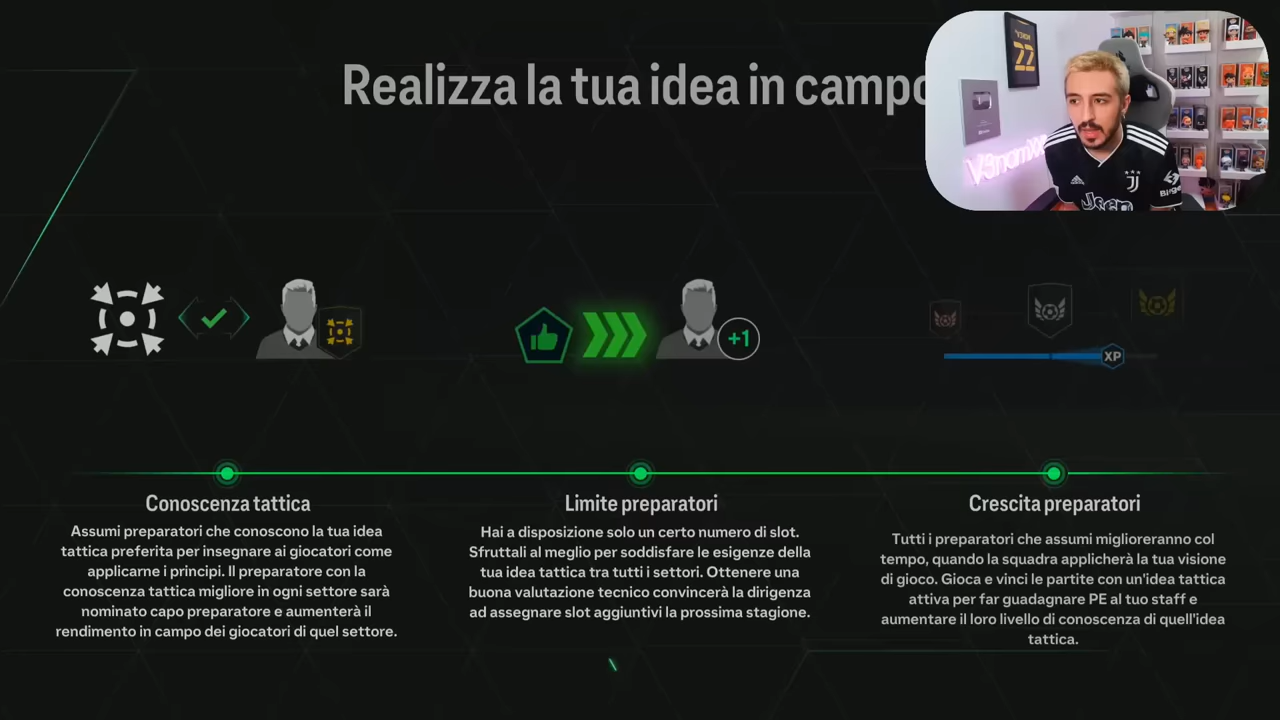 Realizza la tua idea in campo
22
V3nomXX
Jeep
+1
XP
Conoscenza tattica
Assumi preparatori che conoscono la tua idea
tattica preferita per insegnare ai giocatori come
applicarne i principi. Il preparatore con la
conoscenza tattica migliore in ogni settore sarà
nominato capo preparatore e aumenterà il
rendimento in campo dei giocatori di quel settore.
Limite preparatori
Hai a disposizione solo un certo numero di slot.
Sfruttali al meglio per soddisfare le esigenze della
tua idea tattica tra tutti i settori. Ottenere una
buona valutazione tecnico convincerà la dirigenza
ad assegnare slot aggiuntivi la prossima stagione.
Crescita preparatori
Tutti i preparatori che assumi miglioreranno col
tempo, quando la squadra applicherà la tua visione
di gioco. Gioca e vinci le partite con un'idea tattica
attiva per far guadagnare PE al tuo staff e
aumentare il loro livello di conoscenza di quell'idea
tattica.